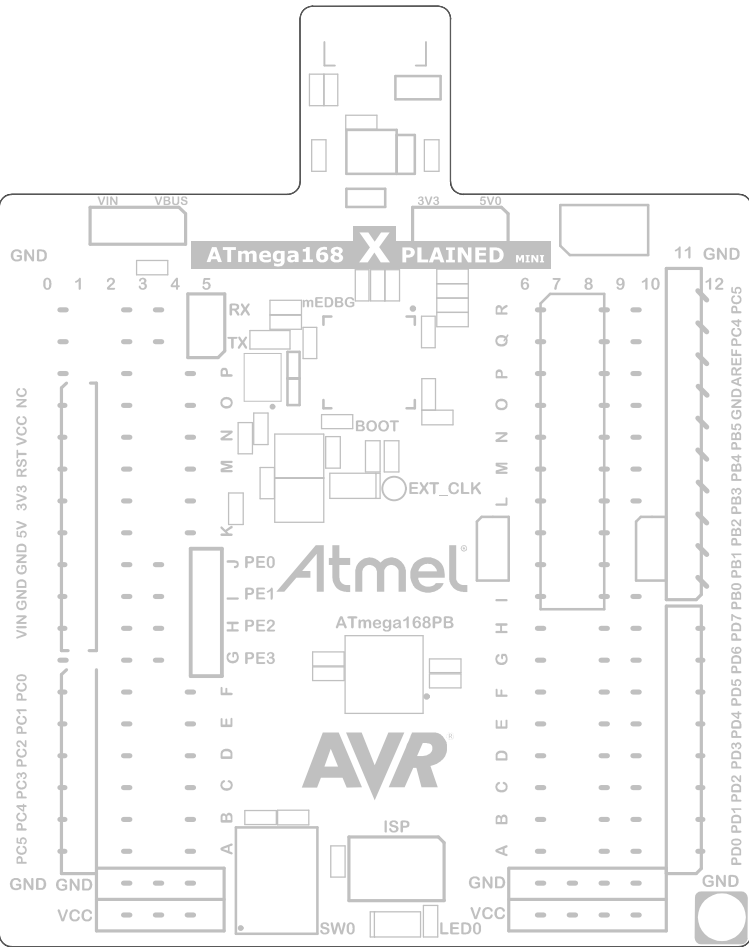 VIN VBUS
3V3 5V0
ATmega168 X PLAINED MINI
GND
11 GND
0 1 2 3 4 5
6 7 8 9 10 12
RX
mEDBG
TX
R
Q
P
O
N
M
L
I
H
G
F
E
D
C
B
A
P
O
N
M
K
J PE0
I PE1
H PE2
G PE3
F
E
D
C
B
A
BOOT
EXT_CLK
Atmel®
ATmega168PB
AVR®
ISP
VIN GND GND 5V 3V3 RST VCC NC
PC5 PC4 PC3 PC2 PC1 PC0
PB0 PB1 PB2 PB3 PB4 PB5 GND AREF PC4 PC5
PD0 PD1 PD2 PD3 PD4 PD5 PD6 PD7
GND GND
VCC
SW0
LED0
GND
VCC
GND